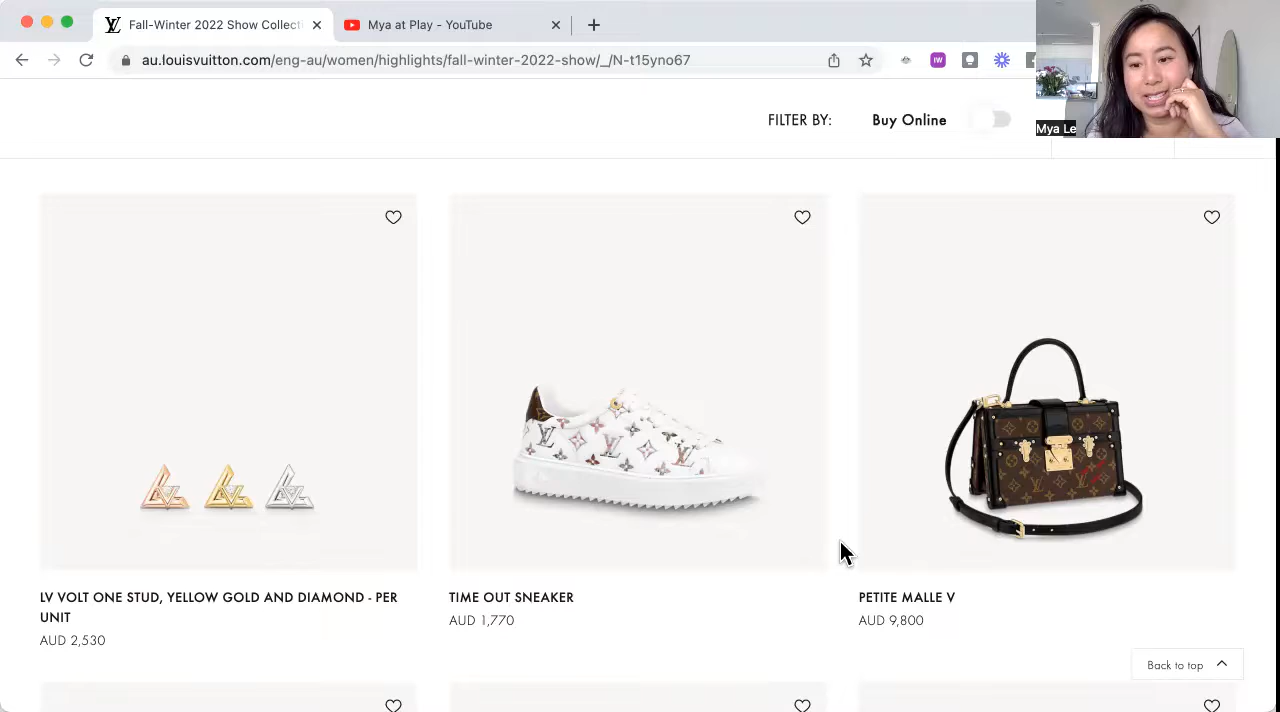 Fall-Winter 2022 Show Collecti
Mya at Play - YouTube
au.louisvuitton.com/eng-au/women/highlights/fall-winter-2022-show/_/N-t15yno67
IW
Mya Le
FILTER BY:
Buy Online
LV VOLT ONE STUD, YELLOW GOLD AND DIAMOND - PER
UNIT
AUD 2,530
TIME OUT SNEAKER
AUD 1,770
PETITE MALLE V
AUD 9,800
Back to top